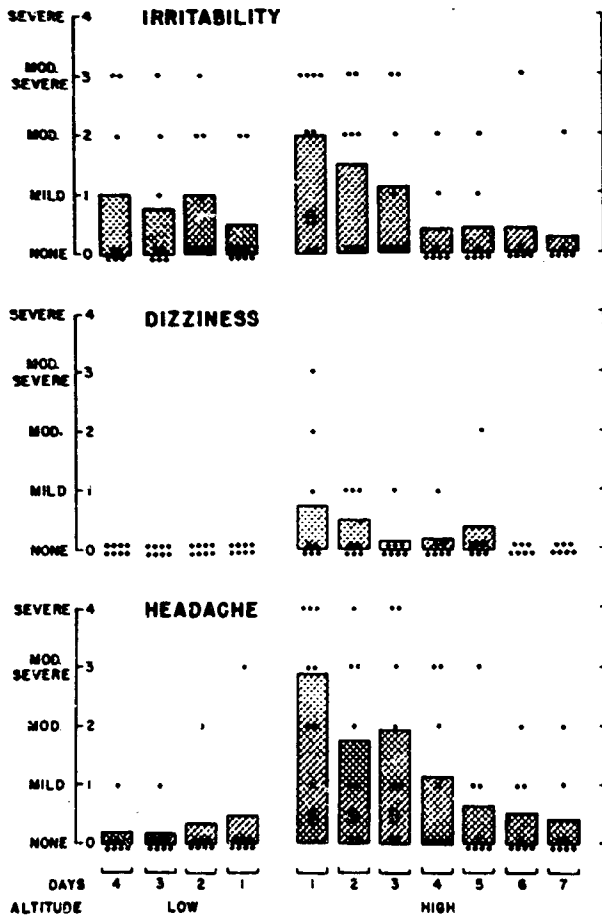 IRRITABILITY
SEVERE 4
MOD. SEVERE 3
MOD. 2
MILD 1
NONE 0
DIZZINESS
SEVERE 4
MOD. SEVERE 3
MOD. 2
MILD 1
NONE 0
HEADACHE
SEVERE 4
MOD. SEVERE 3
MOD. 2
MILD 1
NONE 0
DAYS 4 3 2 1 1 2 3 4 5 6 7
ALTITUDE LOW HIGH